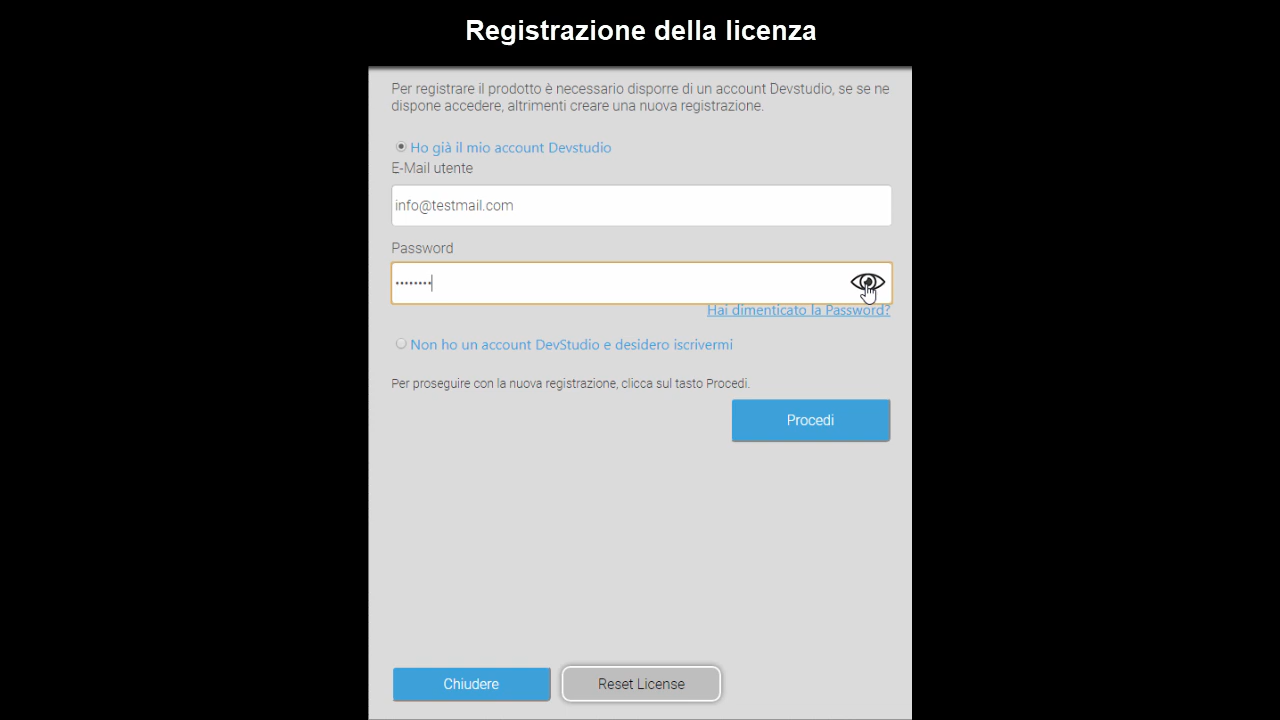 Registrazione della licenza
Per registrare il prodotto è necessario disporre di un account Devstudio, se se ne
dispone accedere, altrimenti creare una nuova registrazione.
Ho già il mio account Devstudio
E-Mail utente
info@testmail.com
Password
••••••••
Hai dimenticato la Password?
Non ho un account DevStudio e desidero iscrivermi
Per proseguire con la nuova registrazione, clicca sul tasto Procedi.
Procedi
Chiudere
Reset License